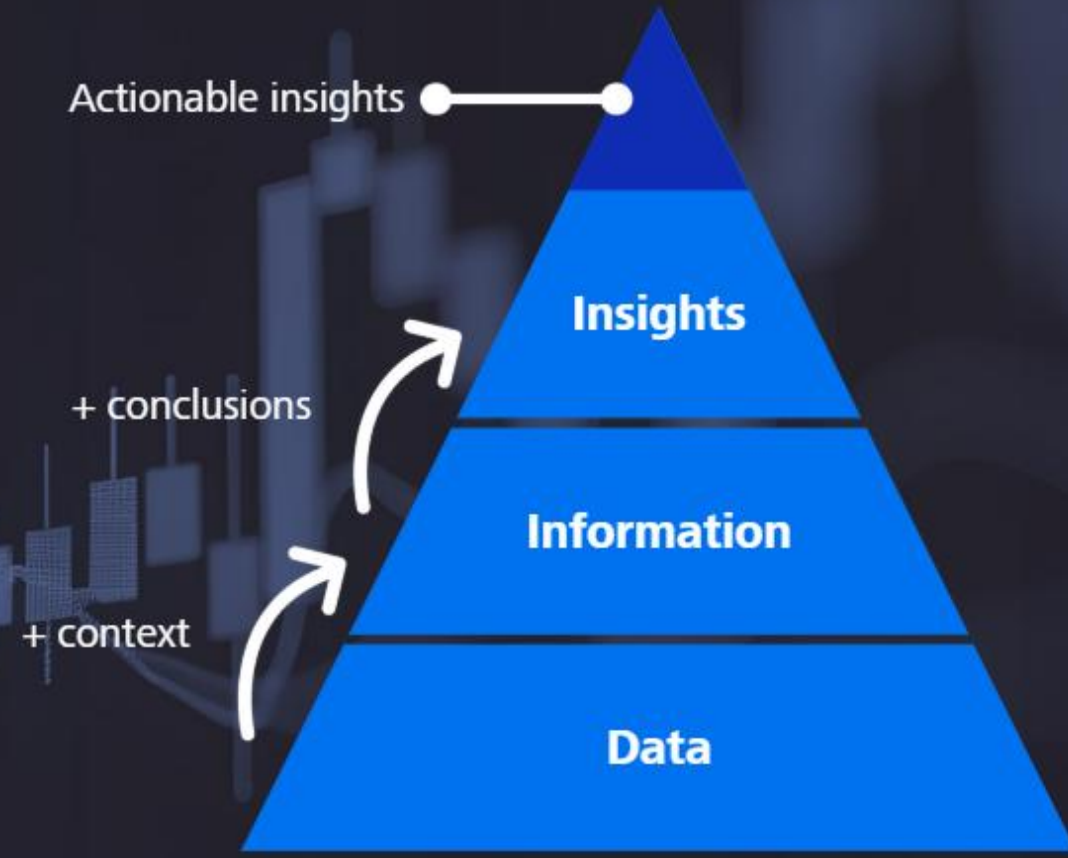 Actionable insights
Insights
+ conclusions
Information
+ context
Data